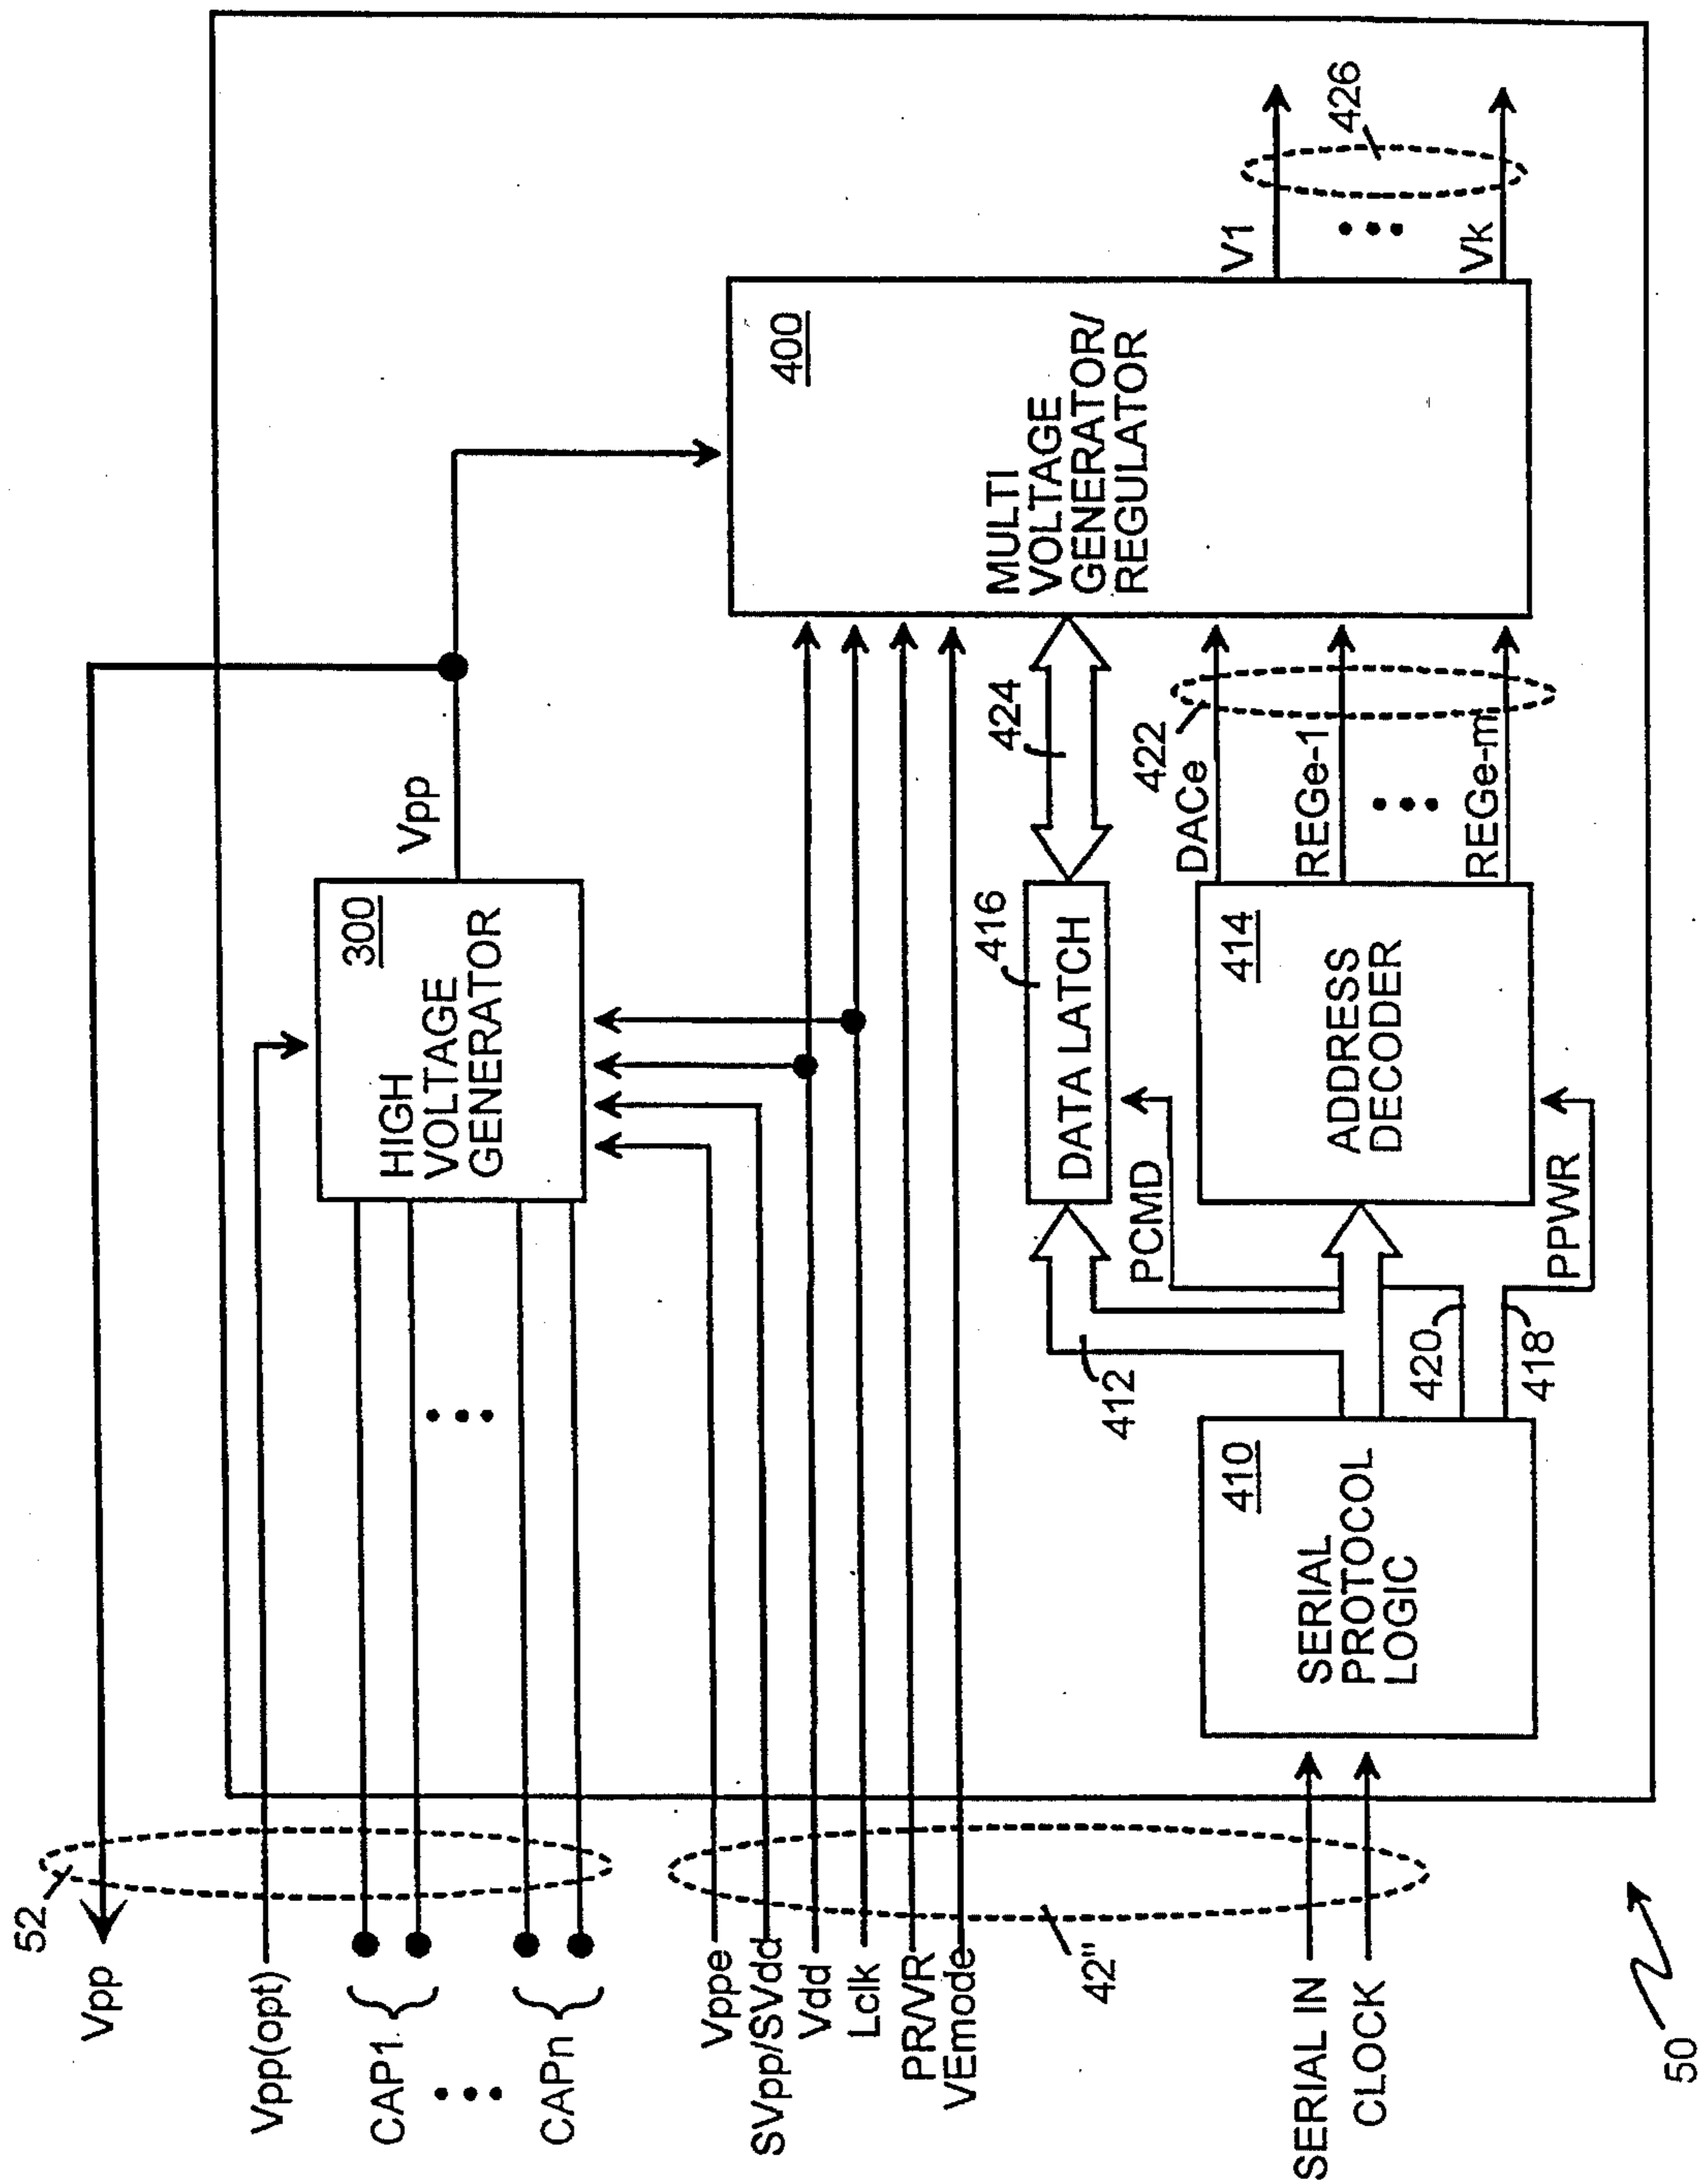 52
Vpp
Vpp(opt)
CAP1
CAPn
Vpp
300
HIGH
VOLTAGE
GENERATOR
Vppe
SVpp/SVdd
Vdd
Lclk
PR/VR
VEmode
42"
SERIAL IN
CLOCK
410
SERIAL
PROTOCOL
LOGIC
412
420
418
PCMD
PPWR
416
DATA LATCH
414
ADDRESS
DECODER
424
422
DACe
REGe-1
REGe-m
400
MULTI
VOLTAGE
GENERATOR/
REGULATOR
V1
Vk
426
50